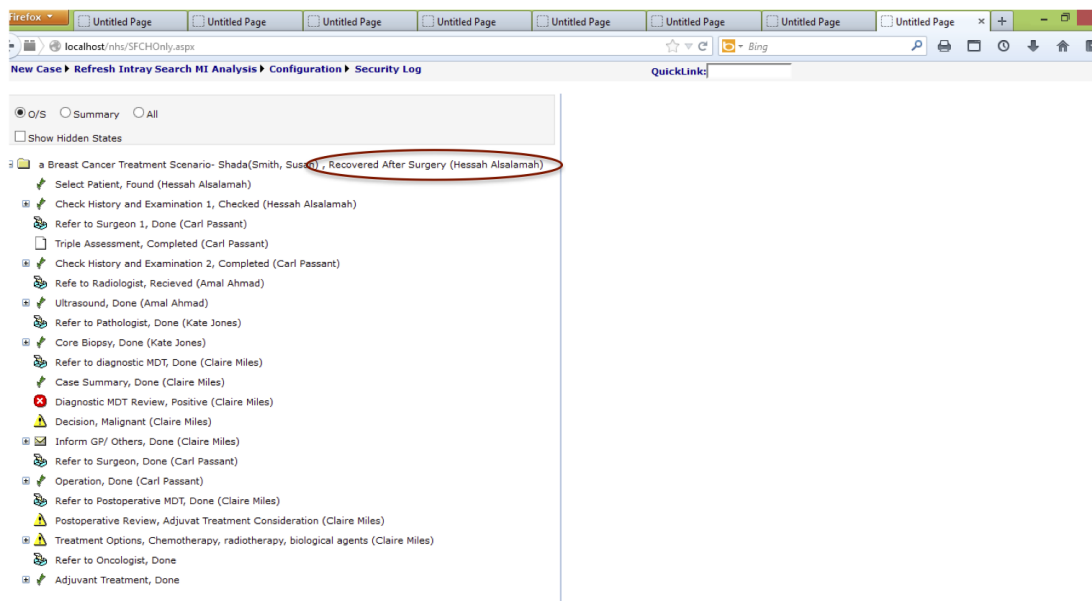 Firefox
Untitled Page
Untitled Page
Untitled Page
Untitled Page
Untitled Page
Untitled Page
Untitled Page
Untitled Page × +
localhost/nhs/SFCHOnly.aspx
Bing
New Case Refresh Intray Search MI Analysis Configuration Security Log
QuickLink:
O/S Summary All
Show Hidden States
a Breast Cancer Treatment Scenario- Shada(Smith, Susan) , Recovered After Surgery (Hessah Alsalamah)
Select Patient, Found (Hessah Alsalamah)
Check History and Examination 1, Checked (Hessah Alsalamah)
Refer to Surgeon 1, Done (Carl Passant)
Triple Assessment, Completed (Carl Passant)
Check History and Examination 2, Completed (Carl Passant)
Refe to Radiologist, Recieved (Amal Ahmad)
Ultrasound, Done (Amal Ahmad)
Refer to Pathologist, Done (Kate Jones)
Core Biopsy, Done (Kate Jones)
Refer to diagnostic MDT, Done (Claire Miles)
Case Summary, Done (Claire Miles)
Diagnostic MDT Review, Positive (Claire Miles)
Decision, Malignant (Claire Miles)
Inform GP/ Others, Done (Claire Miles)
Refer to Surgeon, Done (Carl Passant)
Operation, Done (Carl Passant)
Refer to Postoperative MDT, Done (Claire Miles)
Postoperative Review, Adjuvat Treatment Consideration (Claire Miles)
Treatment Options, Chemotherapy, radiotherapy, biological agents (Claire Miles)
Refer to Oncologist, Done
Adjuvant Treatment, Done